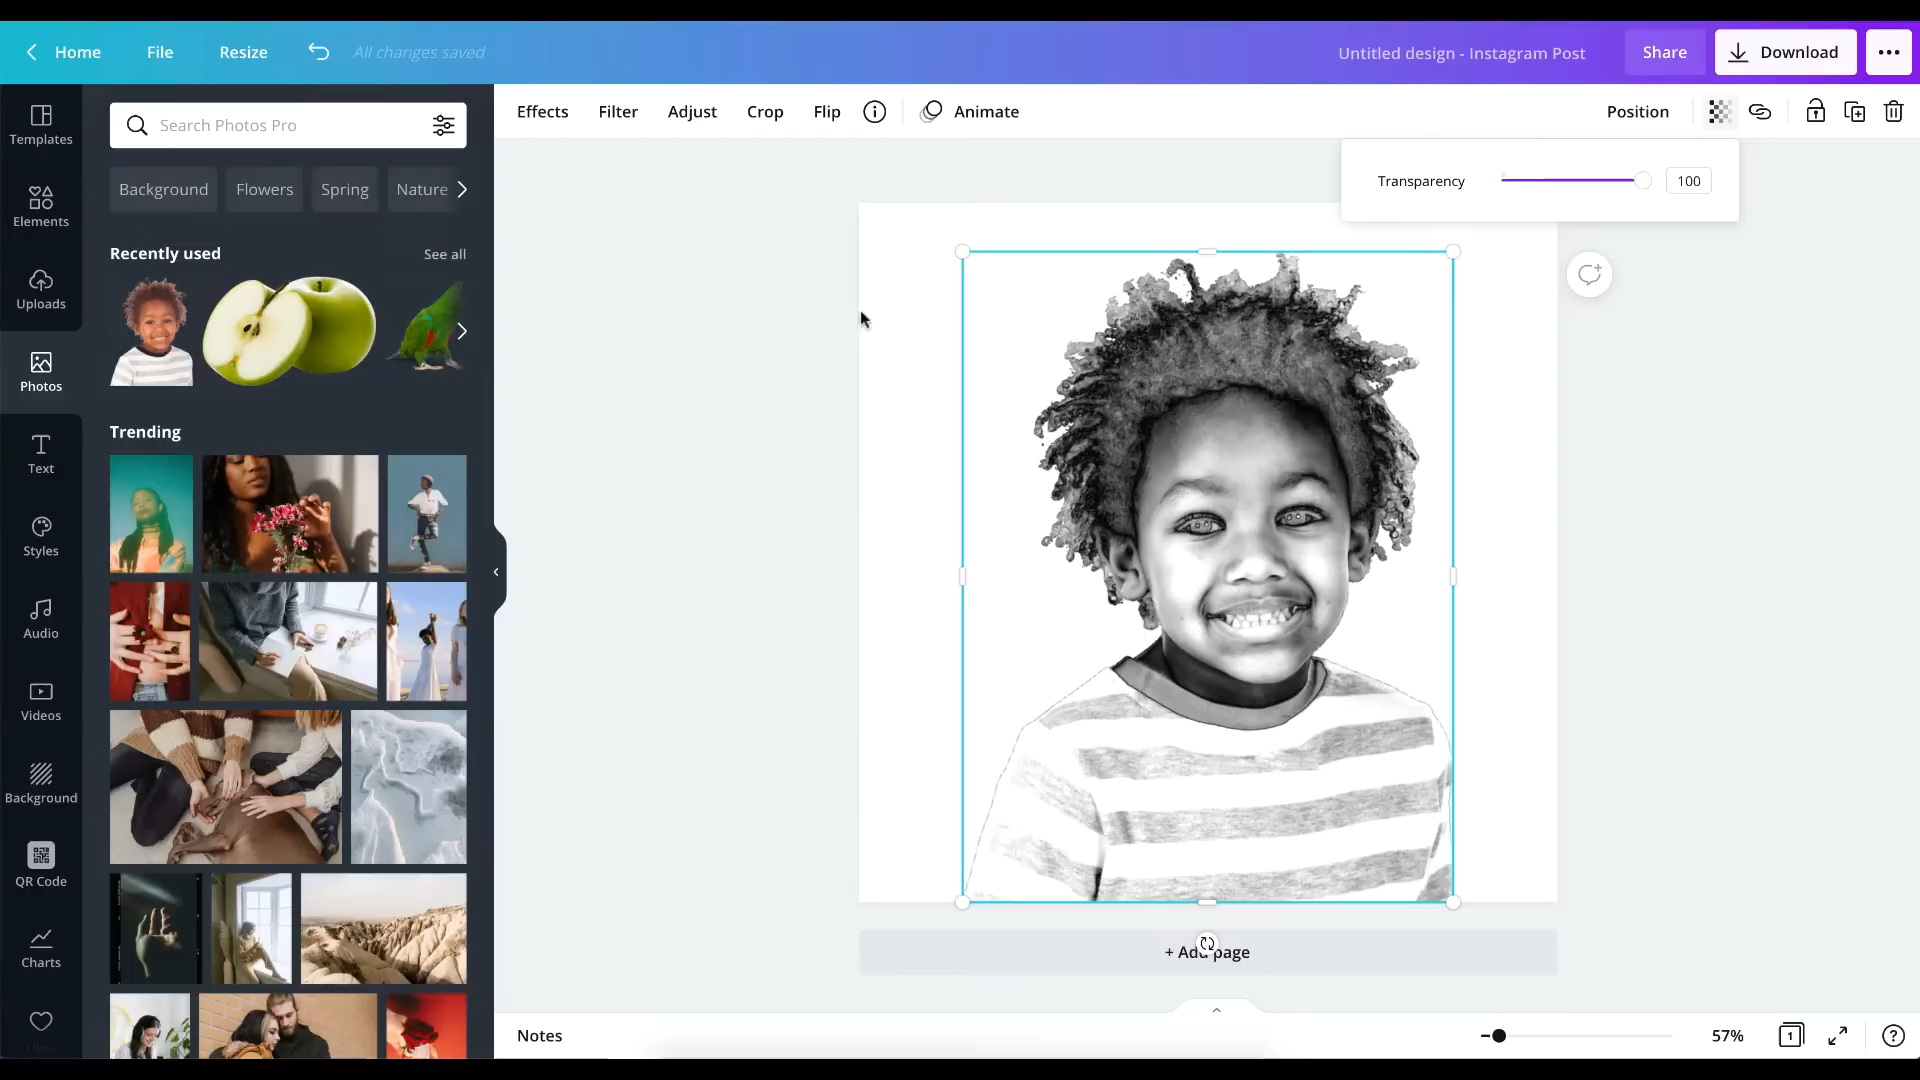 Home
File
Resize
All changes saved
Untitled design - Instagram Post
Share
Download
Templates
Elements
Uploads
Photos
Text
Styles
Audio
Videos
Background
QR Code
Charts
Search Photos Pro
Background
Flowers
Spring
Nature
Recently used
See all
Trending
Effects
Filter
Adjust
Crop
Flip
Animate
Position
Transparency
100
+ Add page
Notes
57%
1